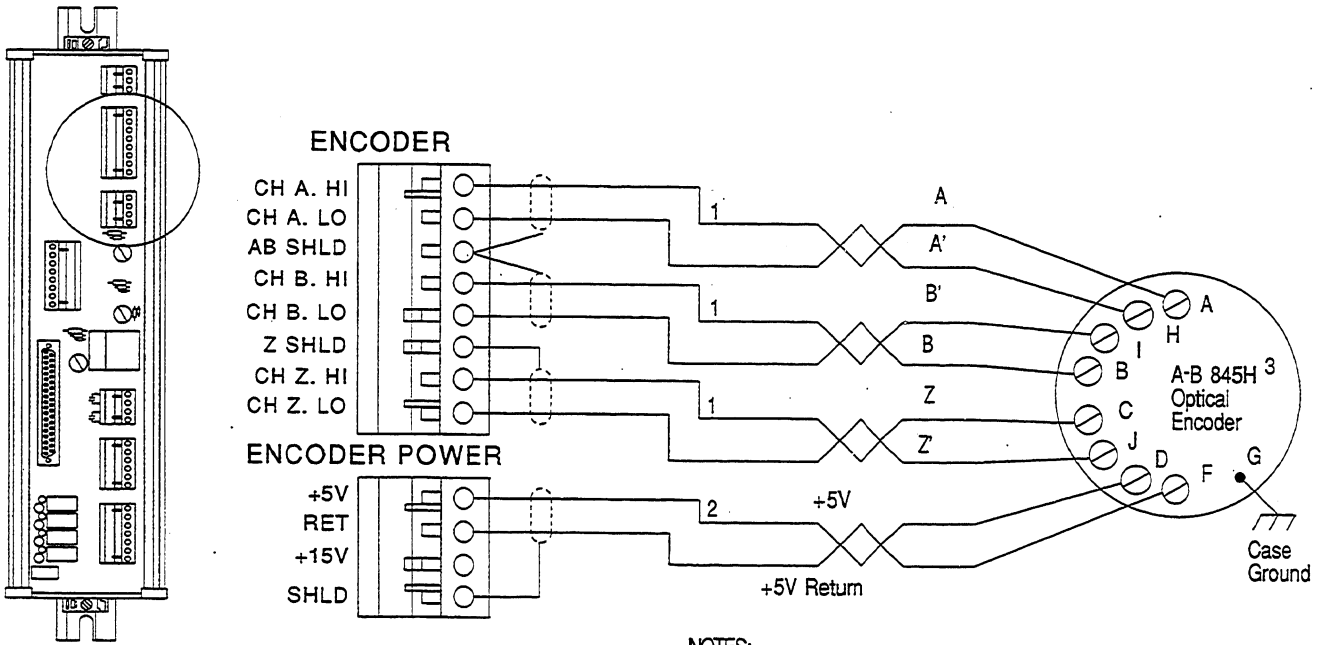 ENCODER
CH A. HI
CH A. LO
AB SHLD
CH B. HI
CH B. LO
Z SHLD
CH Z. HI
CH Z. LO
ENCODER POWER
+5V
RET
+15V
SHLD
1
A
A'
1
B'
B
1
Z
Z'
2
+5V
+5V Return
A
H
I
B
C
J
D
F
G
A-B 845H 3
Optical
Encoder
Case
Ground
NOTES: